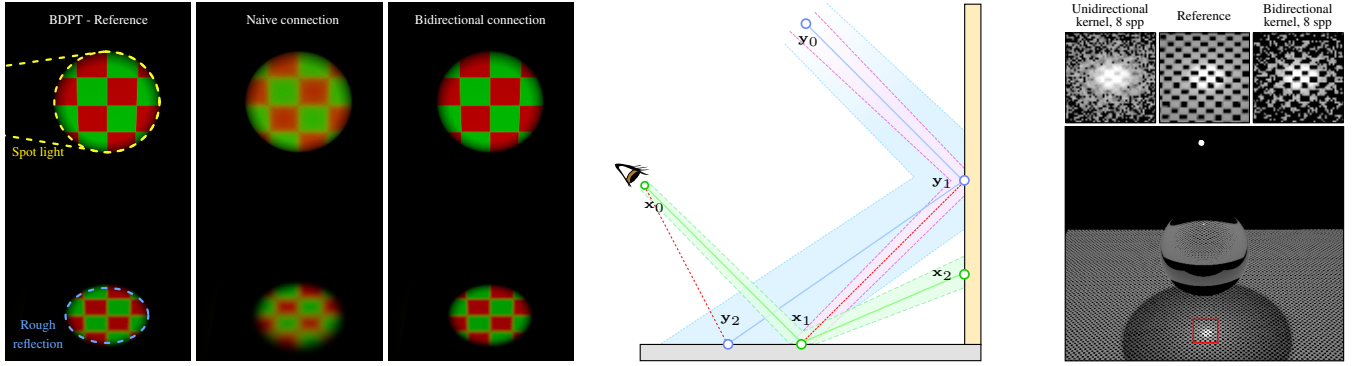 BDPT - Reference
Naive connection
Bidirectional connection
Spot light
Rough
reflection
y0
x0
y1
x2
y2
x1
Unidirectional
kernel, 8 spp
Reference
Bidirectional
kernel, 8 spp